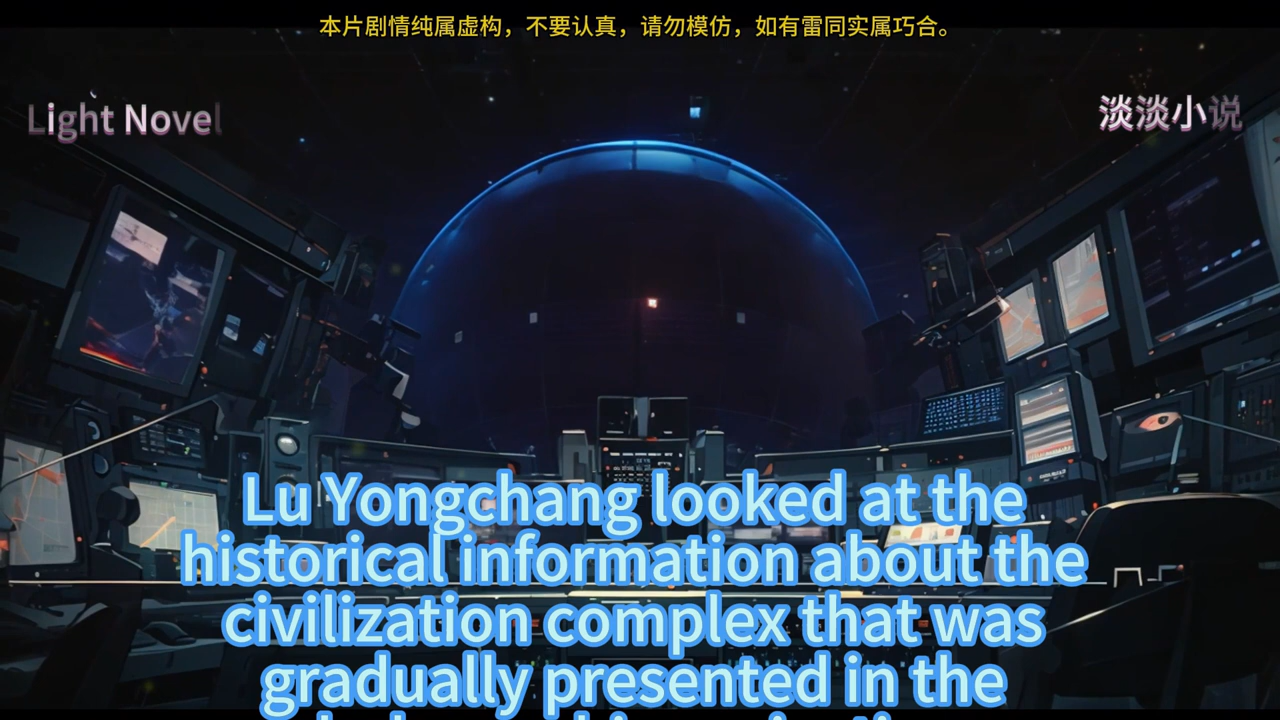 本片剧情纯属虚构，不要认真，请勿模仿，如有雷同实属巧合。
Light Novel
淡淡小说
Lu Yongchang looked at the
historical information about the
civilization complex that was
gradually presented in the